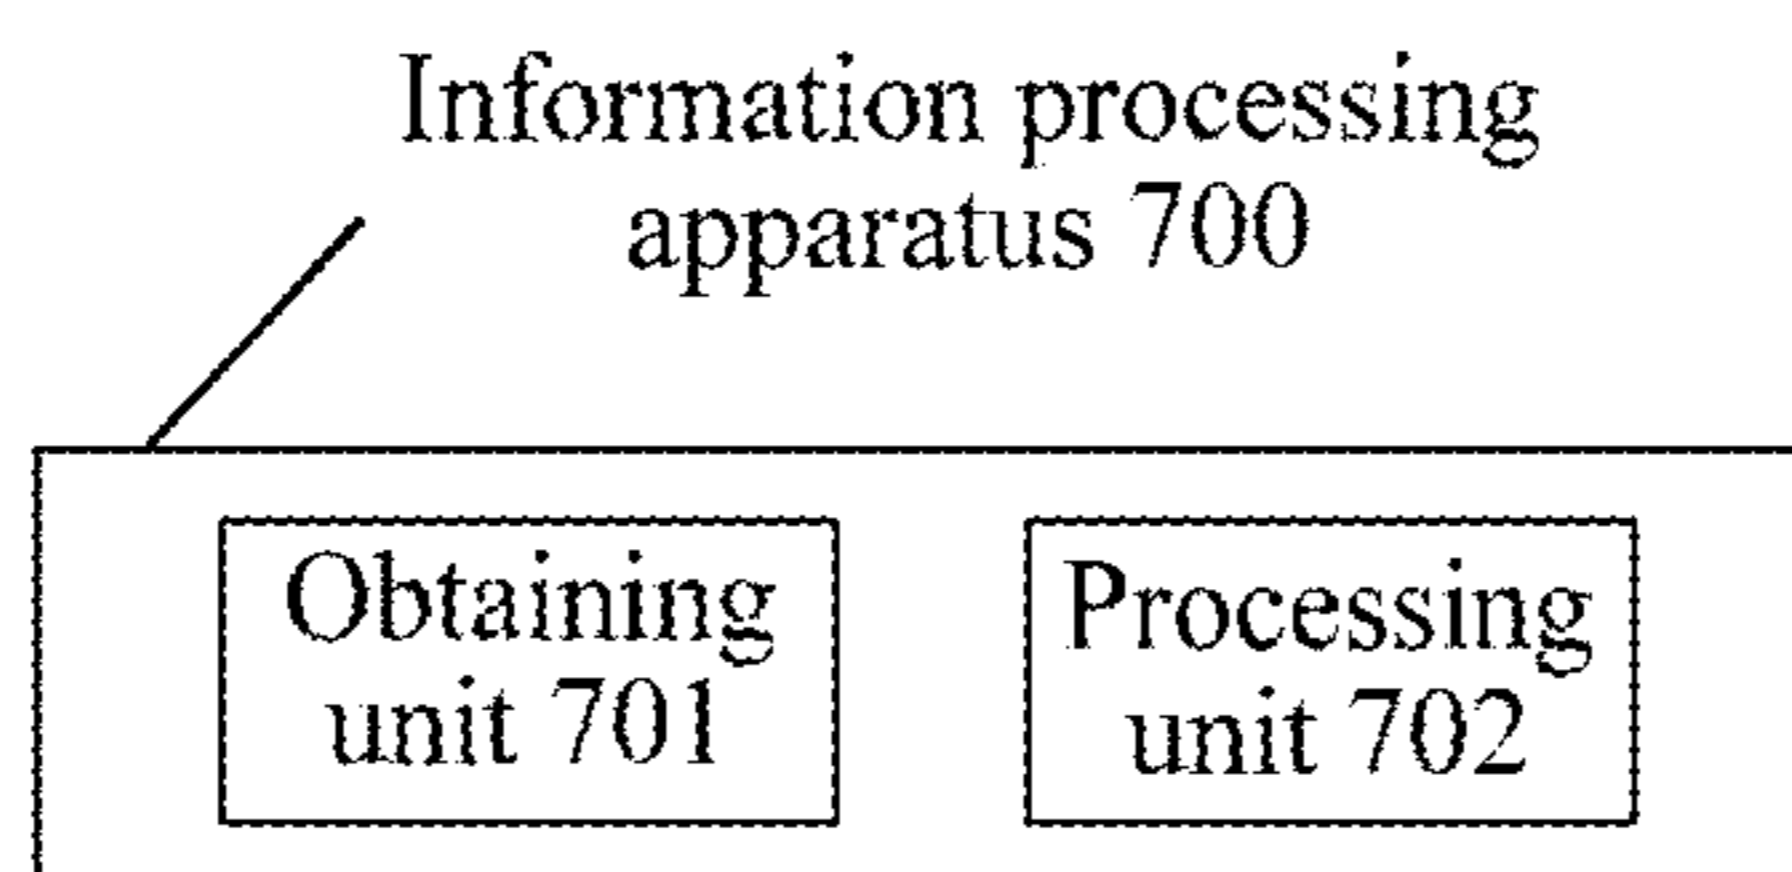 Information processing
apparatus 700
Obtaining
unit 701
Processing
unit 702